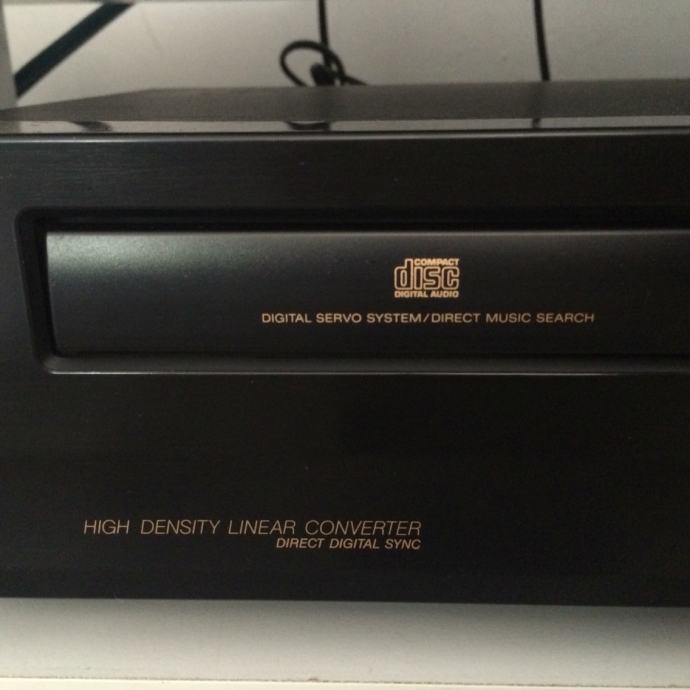 COMPACT
disc
DIGITAL AUDIO
DIGITAL SERVO SYSTEM/DIRECT MUSIC SEARCH
HIGH DENSITY LINEAR CONVERTER
DIRECT DIGITAL SYNC